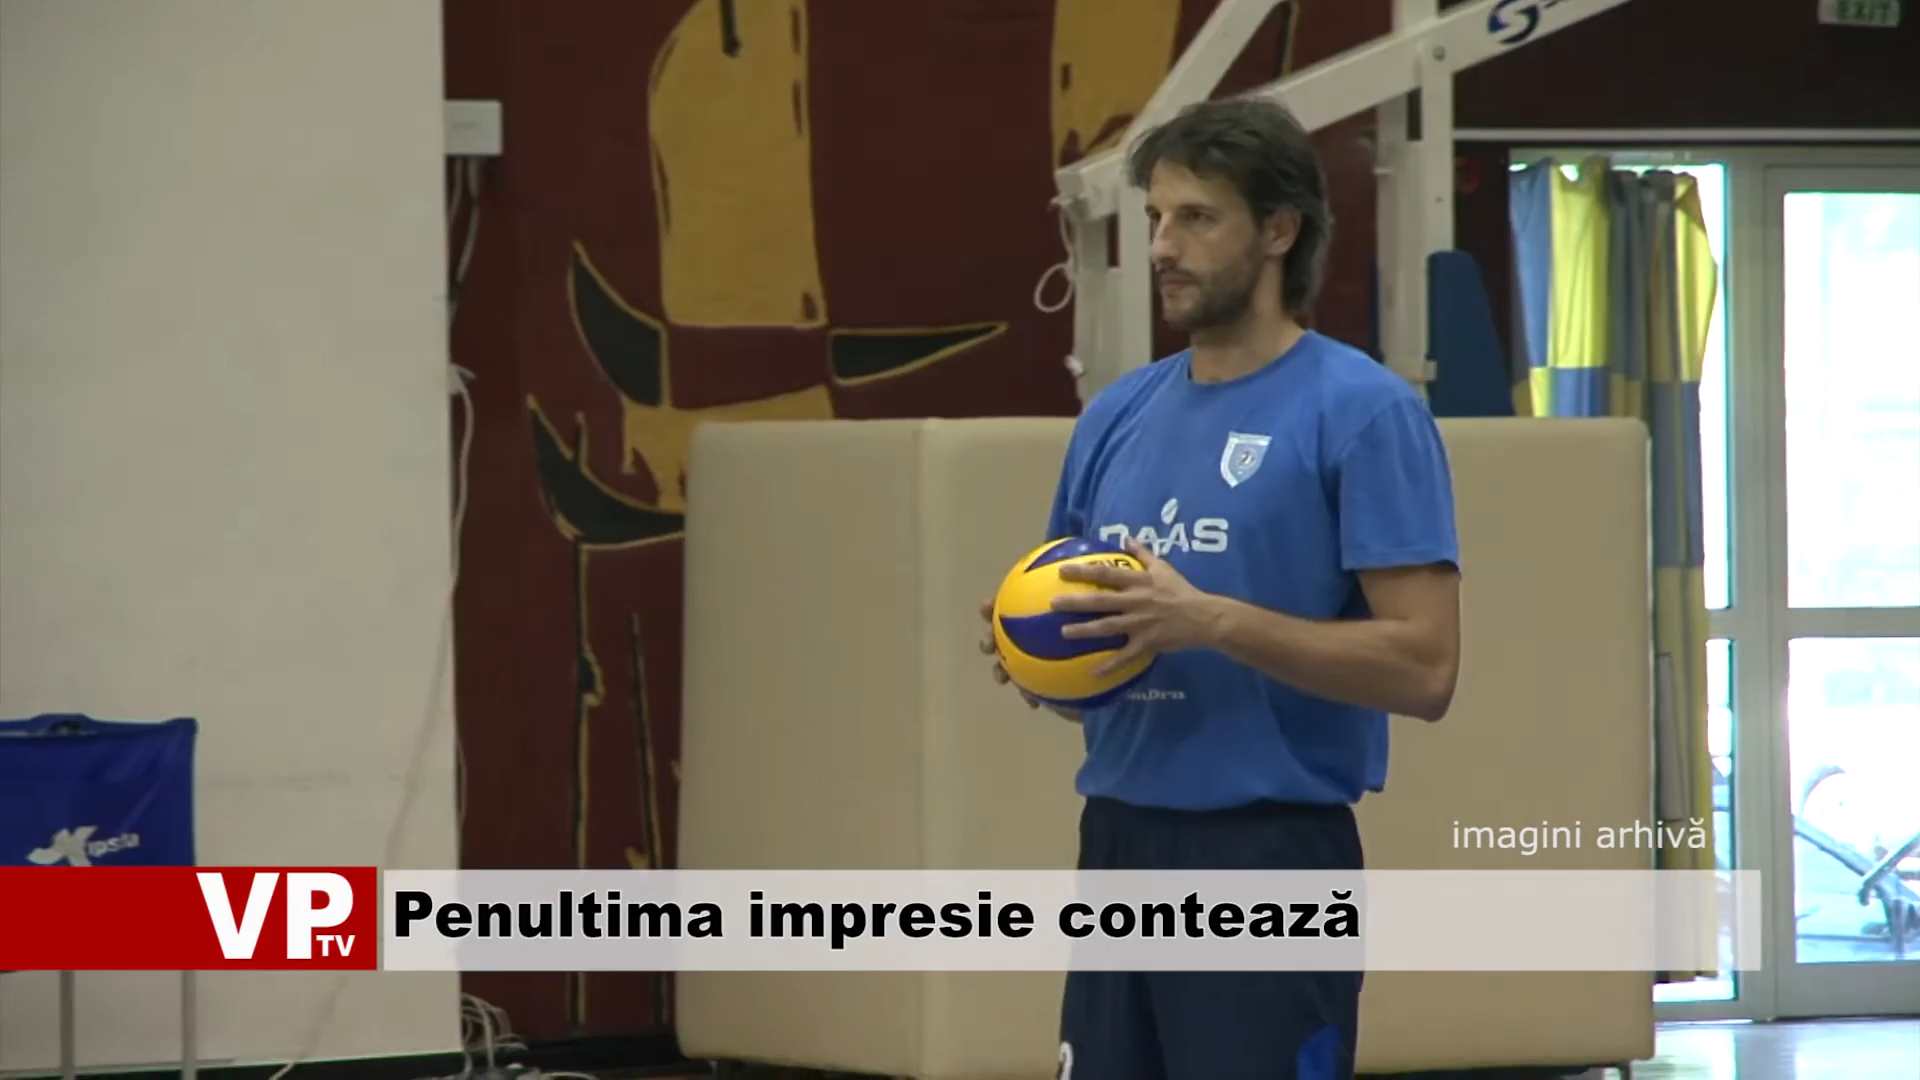 EXIT
DAAS
imagini arhivă
VP TV
Penultima impresie contează